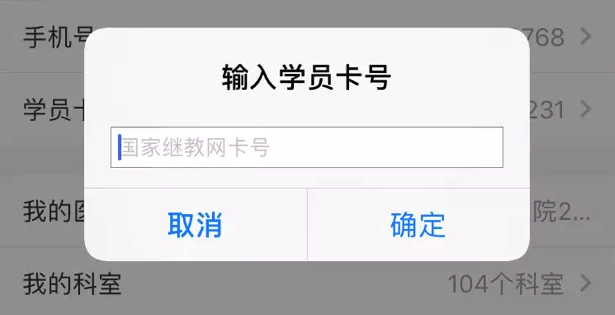 手机号 768
输入学员卡号
学员卡 231
国家继教网卡号
取消 确定
我的医 院2...
我的科室 104个科室